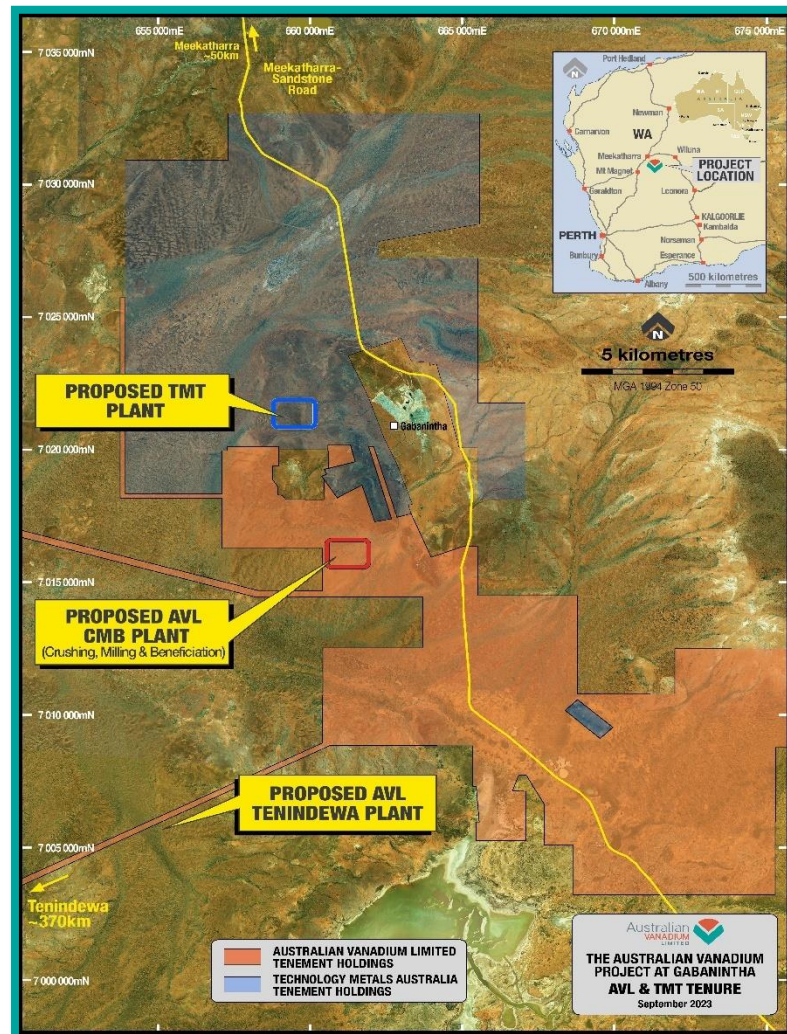 655 000mE
660 000mE
665 000mE
670 000mE
675 000mE
7 035 000mN
7 030 000mN
7 025 000mN
7 020 000mN
7 015 000mN
7 010 000mN
7 005 000mN
7 000 000mN
Meekatharra
~50km
Meekatharra-
Sandstone
Road
N
Port Hedland
Newman
Carnarvon
WA
Meekatharra
Wiluna
Mt Magnet
PROJECT
LOCATION
Geraldton
Leonora
KALGOORLIE
Kambalda
PERTH
Norseman
Bunbury
Esperance
Albany
500 kilometres
N
5 kilometres
MGA 1994 Zone 50
PROPOSED TMT
PLANT
Gabanintha
PROPOSED AVL
CMB PLANT
(Crushing, Milling & Beneficiation)
PROPOSED AVL
TENINDEWA PLANT
Tenindewa
~370km
AUSTRALIAN VANADIUM LIMITED
TENEMENT HOLDINGS
TECHNOLOGY METALS AUSTRALIA
TENEMENT HOLDINGS
Australian
VANADIUM
LIMITED
THE AUSTRALIAN VANADIUM
PROJECT AT GABANINTHA
AVL & TMT TENURE
September 2023